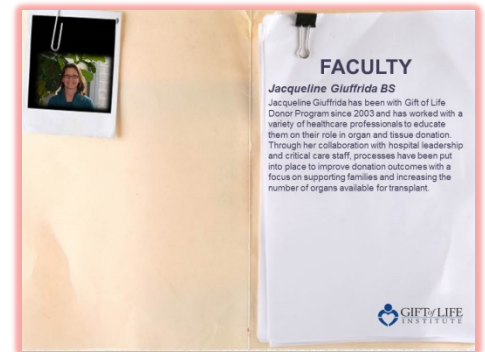 FACULTY
Jacqueline Giuffrida BS
Jacqueline Giuffrida has been with Gift of Life
Donor Program since 2003 and has worked with a
variety of healthcare professionals to educate
them on their role in organ and tissue donation.
Through her collaboration with hospital leadership
and critical care staff, processes have been put
into place to improve donation outcomes with a
focus on supporting families and increasing the
number of organs available for transplant.
GIFT of LIFE
INSTITUTE